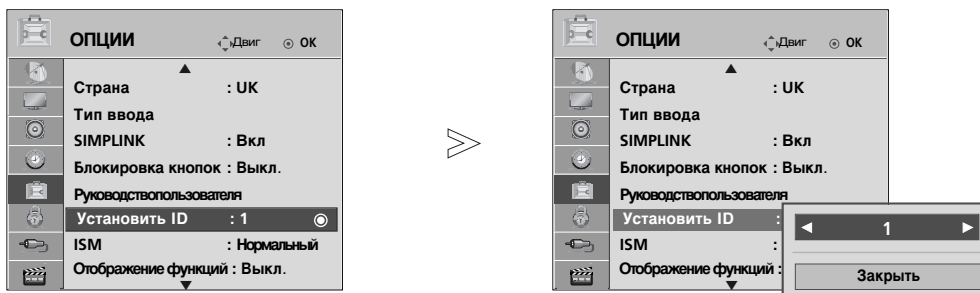 ОПЦИИ Двиг OK
Страна : UK
Тип ввода
SIMPLINK : Вкл
Блокировка кнопок : Выкл.
Руководствопользователя
Установить ID : 1
ISM : Нормальный
Отображение функций : Выкл.
ОПЦИИ Двиг OK
Страна : UK
Тип ввода
SIMPLINK : Вкл
Блокировка кнопок : Выкл.
Руководствопользователя
Установить ID :
ISM :
Отображение функций :
1
Закрыть